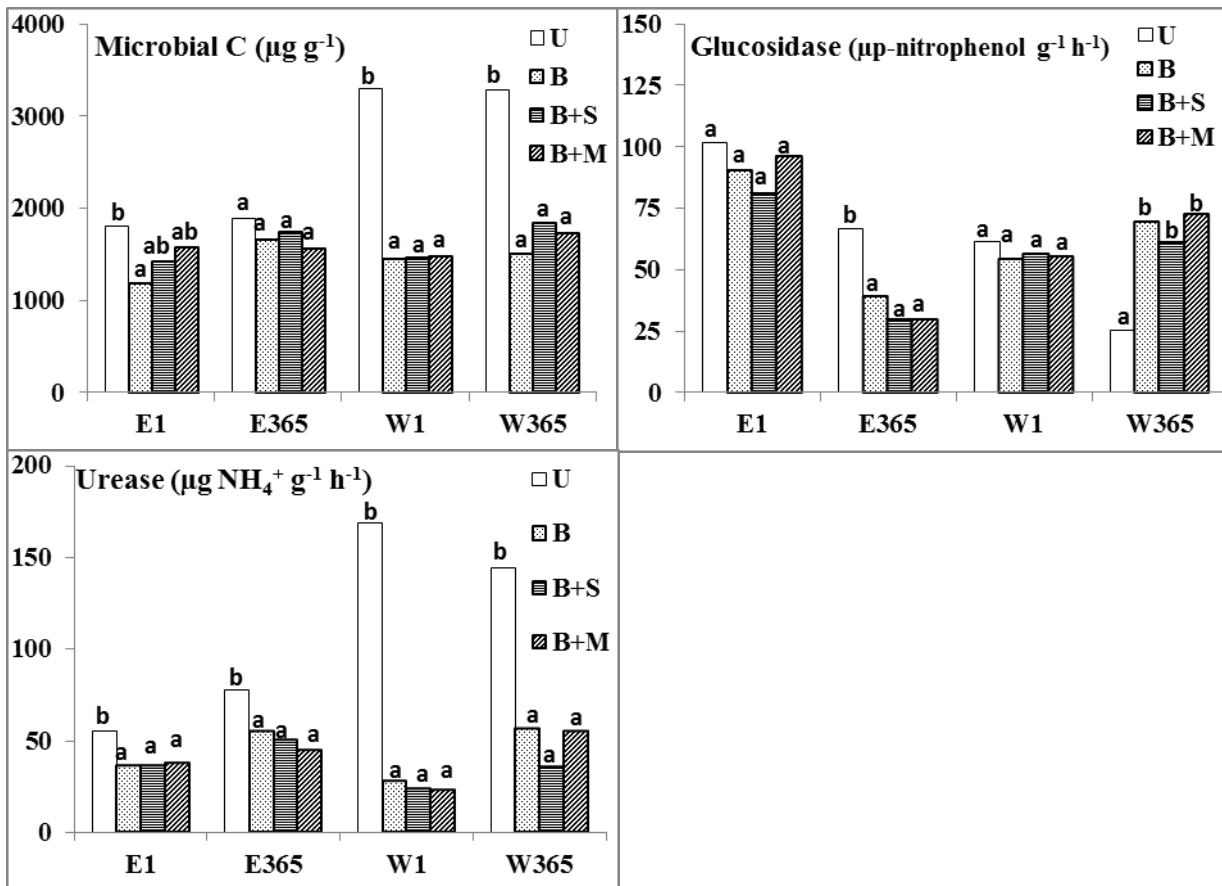 Microbial C (µg g⁻¹)
4000
3000
2000
1000
0
U
B
B+S
B+M
b
a
ab
ab
a
a
a
a
b
a
a
a
b
a
a
a
E1 E365 W1 W365
Glucosidase (µp-nitrophenol g⁻¹ h⁻¹)
150
125
100
75
50
25
0
U
B
B+S
B+M
a
a
a
a
b
a
a
a
a
a
a
a
a
b
b
b
E1 E365 W1 W365
Urease (µg NH₄⁺ g⁻¹ h⁻¹)
200
150
100
50
0
U
B
B+S
B+M
b
a
a
a
b
a
a
a
b
a
a
a
b
a
a
a
E1 E365 W1 W365